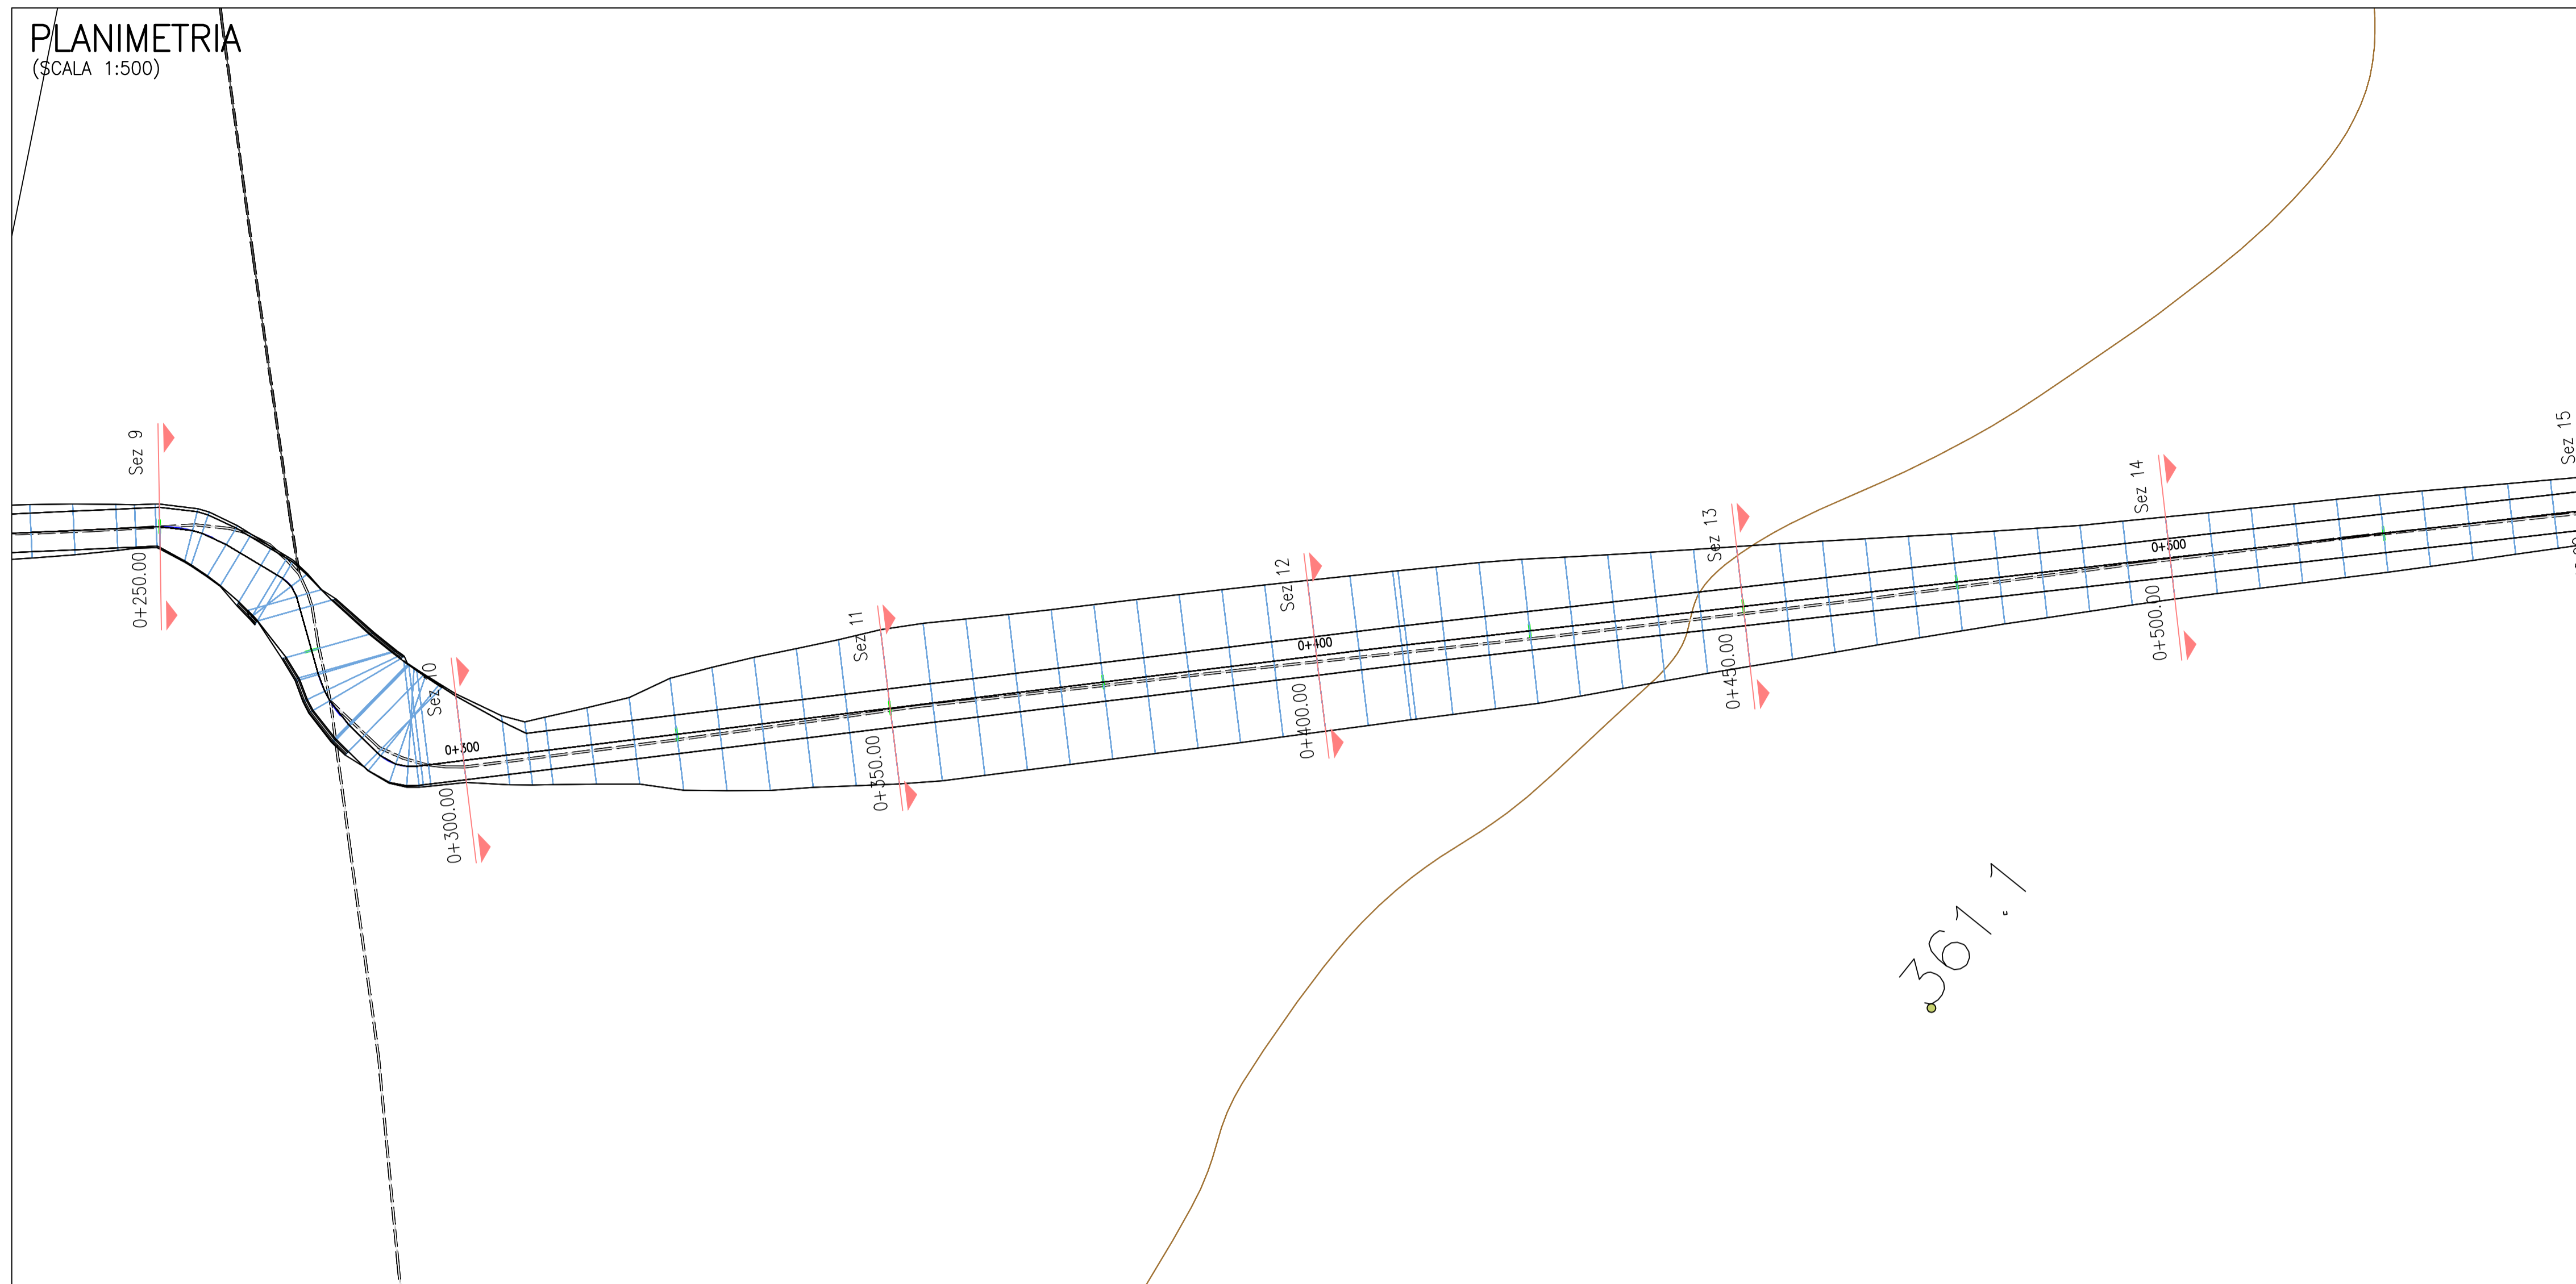 PLANIMETRIA
(SCALA 1:500)
Sez 9
0+250.00
Sez 10
0+300
0+300.00
Sez 11
0+350.00
Sez 12
0+400
0+400.00
Sez 13
0+450.00
Sez 14
0+500
0+500.00
Sez 15
361.1